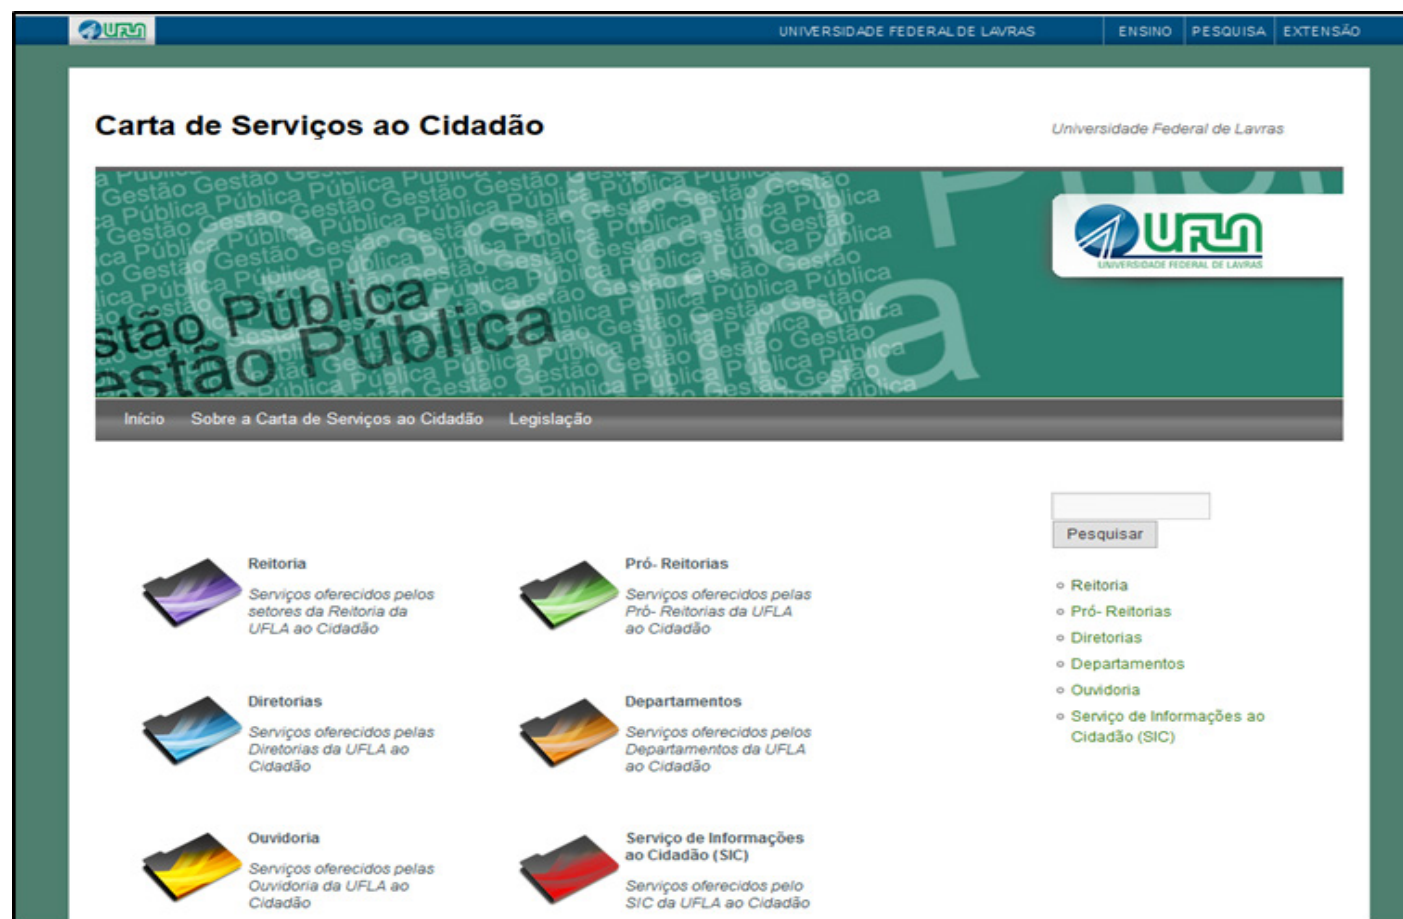 UFLA
UNIVERSIDADE FEDERAL DE LAVRAS
ENSINO
PESQUISA
EXTENSÃO
Carta de Serviços ao Cidadão
Universidade Federal de Lavras
Gestão Pública
Pública
stão Pública
estão Pública
UFLA
UNIVERSIDADE FEDERAL DE LAVRAS
Início
Sobre a Carta de Serviços ao Cidadão
Legislação
Reitoria
Serviços oferecidos pelos
setores da Reitoria da
UFLA ao Cidadão
Pró- Reitorias
Serviços oferecidos pelas
Pró- Reitorias da UFLA
ao Cidadão
Diretorias
Serviços oferecidos pelas
Diretorias da UFLA ao
Cidadão
Departamentos
Serviços oferecidos pelos
Departamentos da UFLA
ao Cidadão
Ouvidoria
Serviços oferecidos pelas
Ouvidoria da UFLA ao
Cidadão
Serviço de Informações
ao Cidadão (SIC)
Serviços oferecidos pelo
SIC da UFLA ao Cidadão
Pesquisar
Reitoria
Pró- Reitorias
Diretorias
Departamentos
Ouvidoria
Serviço de Informações ao
Cidadão (SIC)